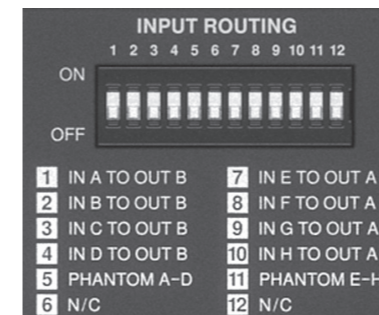 INPUT ROUTING
1 2 3 4 5 6 7 8 9 10 11 12
ON
OFF
1 IN A TO OUT B
2 IN B TO OUT B
3 IN C TO OUT B
4 IN D TO OUT B
5 PHANTOM A-D
6 N/C
7 IN E TO OUT A
8 IN F TO OUT A
9 IN G TO OUT A
10 IN H TO OUT A
11 PHANTOM E-H
12 N/C